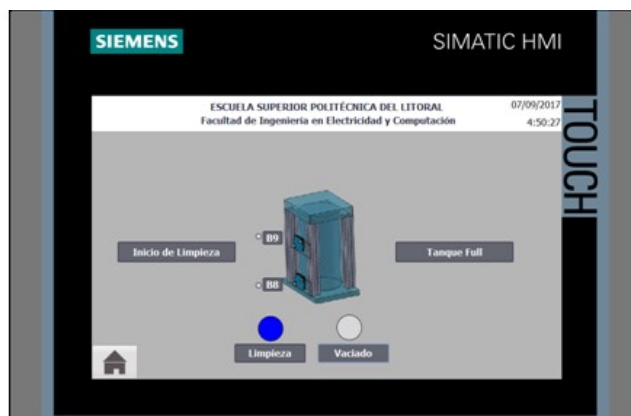 SIEMENS
SIMATIC HMI
TOUCH
ESCUELA SUPERIOR POLITÉCNICA DEL LITORAL
Facultad de Ingeniería en Electricidad y Computación
07/09/2017
4:50:27
B9
Inicio de Limpieza
Tanque Full
B8
Limpieza
Vaciado